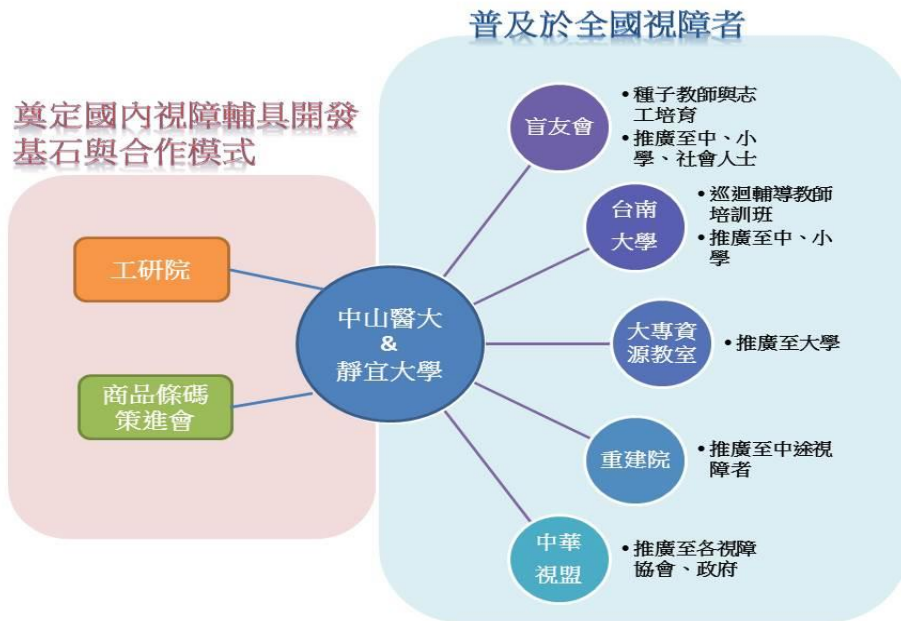 普及於全國視障者
奠定國內視障輔具開發
基石與合作模式
工研院
商品條碼
策進會
中山醫大
&
靜宜大學
盲友會
•種子教師與志
工培育
•推廣至中、小
學、社會人士
台南
大學
•巡迴輔導教師
培訓班
•推廣至中、小
學
大專資
源教室
•推廣至大學
重建院
•推廣至中途視
障者
中華
視盟
•推廣至各視障
協會、政府